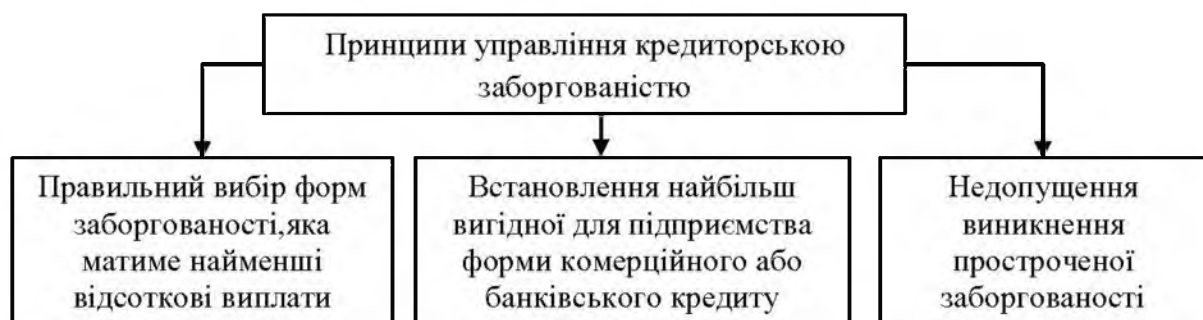 Принципи управління кредиторською
заборгованістю
Правильний вибір форм
заборгованості,яка
матиме найменші
відсоткові виплати
Встановлення найбільш
вигідної для підприємства
форми комерційного або
банківського кредиту
Недопущення
виникнення
простроченої
заборгованості